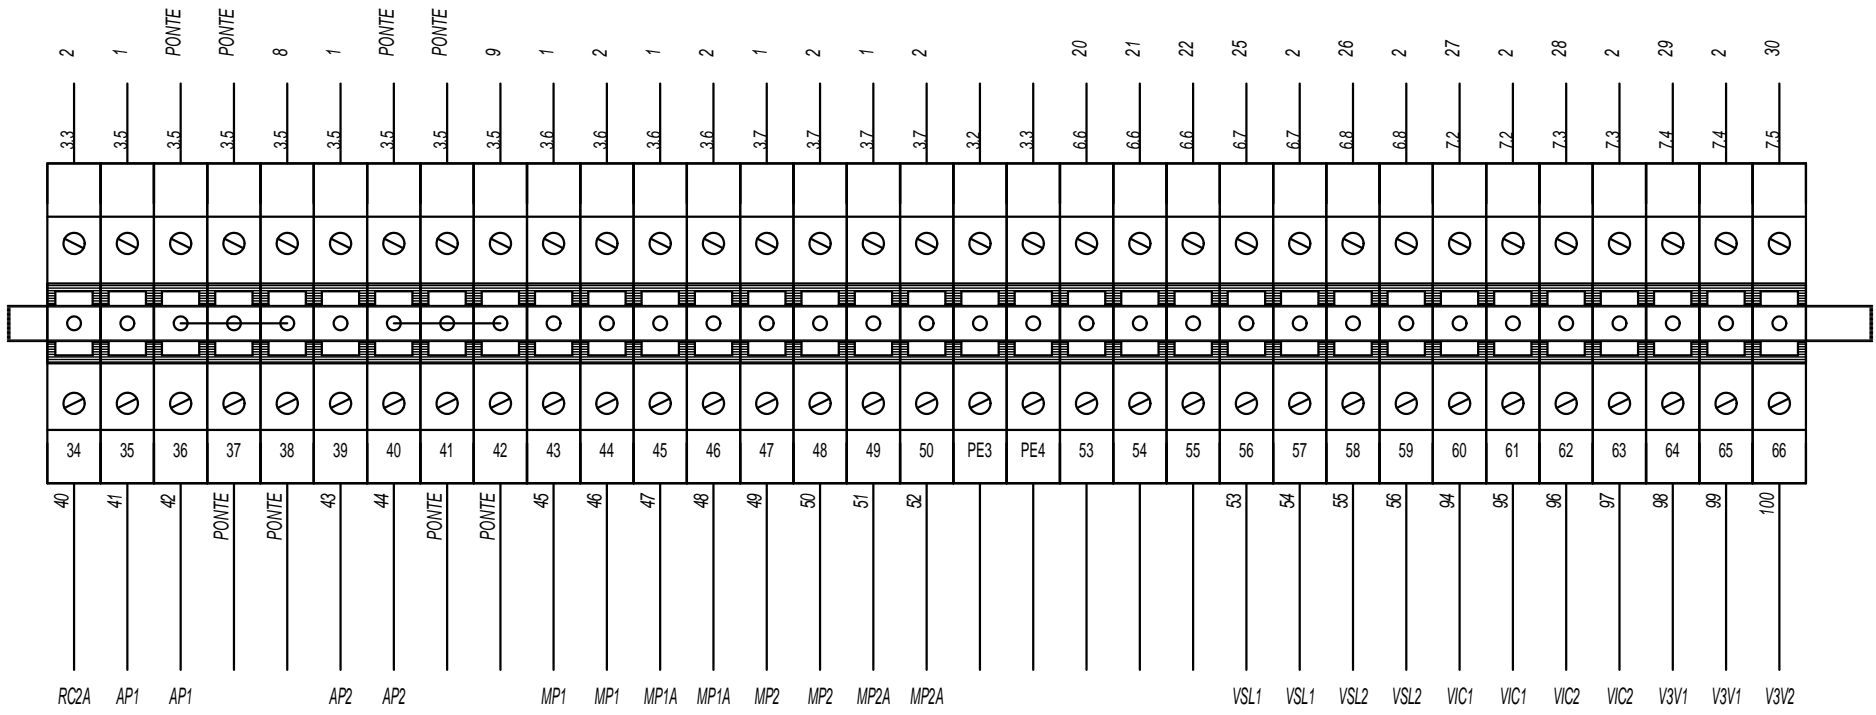 2 1 PONTE PONTE 8 1 PONTE PONTE 9 1 2 1 2 1 2 1 2 20 21 22 25 2 26 2 27 2 28 2 29 2 30
3.3 3.5 3.5 3.5 3.5 3.5 3.5 3.5 3.5 3.6 3.6 3.6 3.6 3.7 3.7 3.7 3.7 3.2 3.3 6.6 6.6 6.6 6.7 6.7 6.8 6.8 7.2 7.2 7.3 7.3 7.4 7.4 7.5
34 35 36 37 38 39 40 41 42 43 44 45 46 47 48 49 50 PE3 PE4 53 54 55 56 57 58 59 60 61 62 63 64 65 66
40 41 42 PONTE PONTE 43 44 PONTE PONTE 45 46 47 48 49 50 51 52 53 54 55 56 94 95 96 97 98 99 100
RC2A AP1 AP1 AP2 AP2 MP1 MP1 MP1A MP1A MP2 MP2 MP2A MP2A VSL1 VSL1 VSL2 VSL2 VIC1 VIC1 VIC2 VIC2 V3V1 V3V1 V3V2